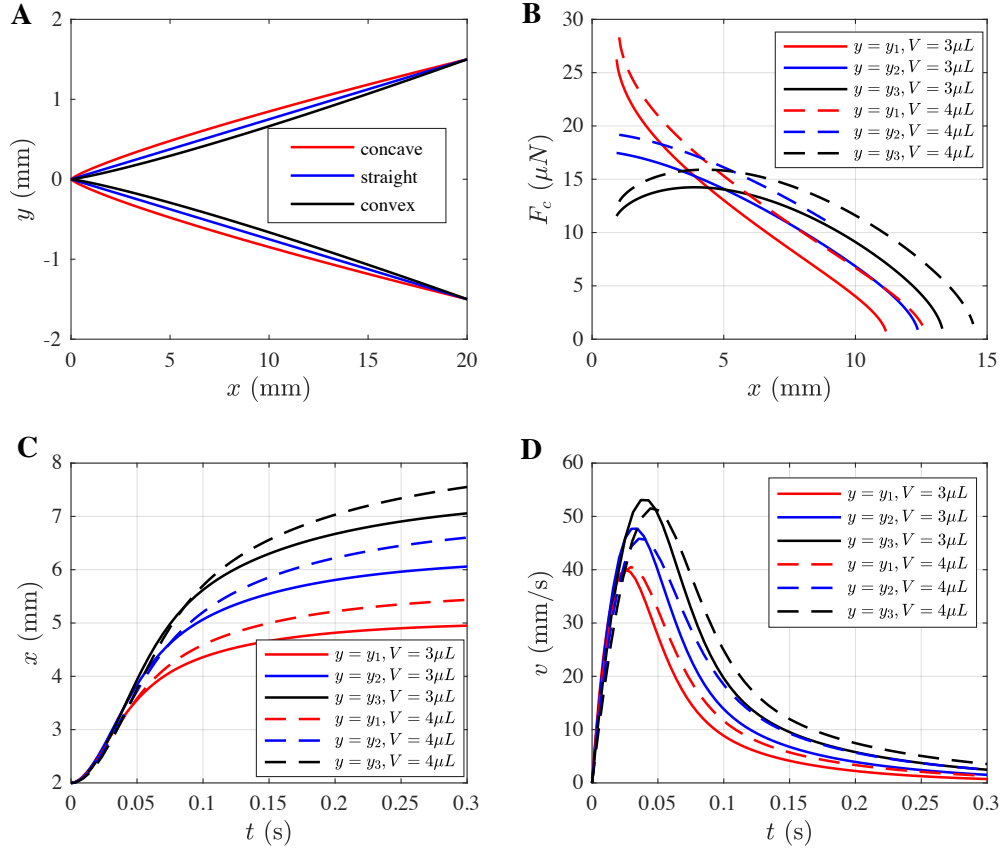 A
2
1
0
-1
-2
y (mm)
concave
straight
convex
0
5
10
15
20
x (mm)
B
30
25
20
15
10
5
0
F_c (μN)
y = y_1, V = 3μL
y = y_2, V = 3μL
y = y_3, V = 3μL
y = y_1, V = 4μL
y = y_2, V = 4μL
y = y_3, V = 4μL
0
5
10
15
x (mm)
C
8
7
6
5
4
3
2
x (mm)
y = y_1, V = 3μL
y = y_2, V = 3μL
y = y_3, V = 3μL
y = y_1, V = 4μL
y = y_2, V = 4μL
y = y_3, V = 4μL
0
0.05
0.1
0.15
0.2
0.25
0.3
t (s)
D
60
50
40
30
20
10
0
v (mm/s)
y = y_1, V = 3μL
y = y_2, V = 3μL
y = y_3, V = 3μL
y = y_1, V = 4μL
y = y_2, V = 4μL
y = y_3, V = 4μL
0
0.05
0.1
0.15
0.2
0.25
0.3
t (s)